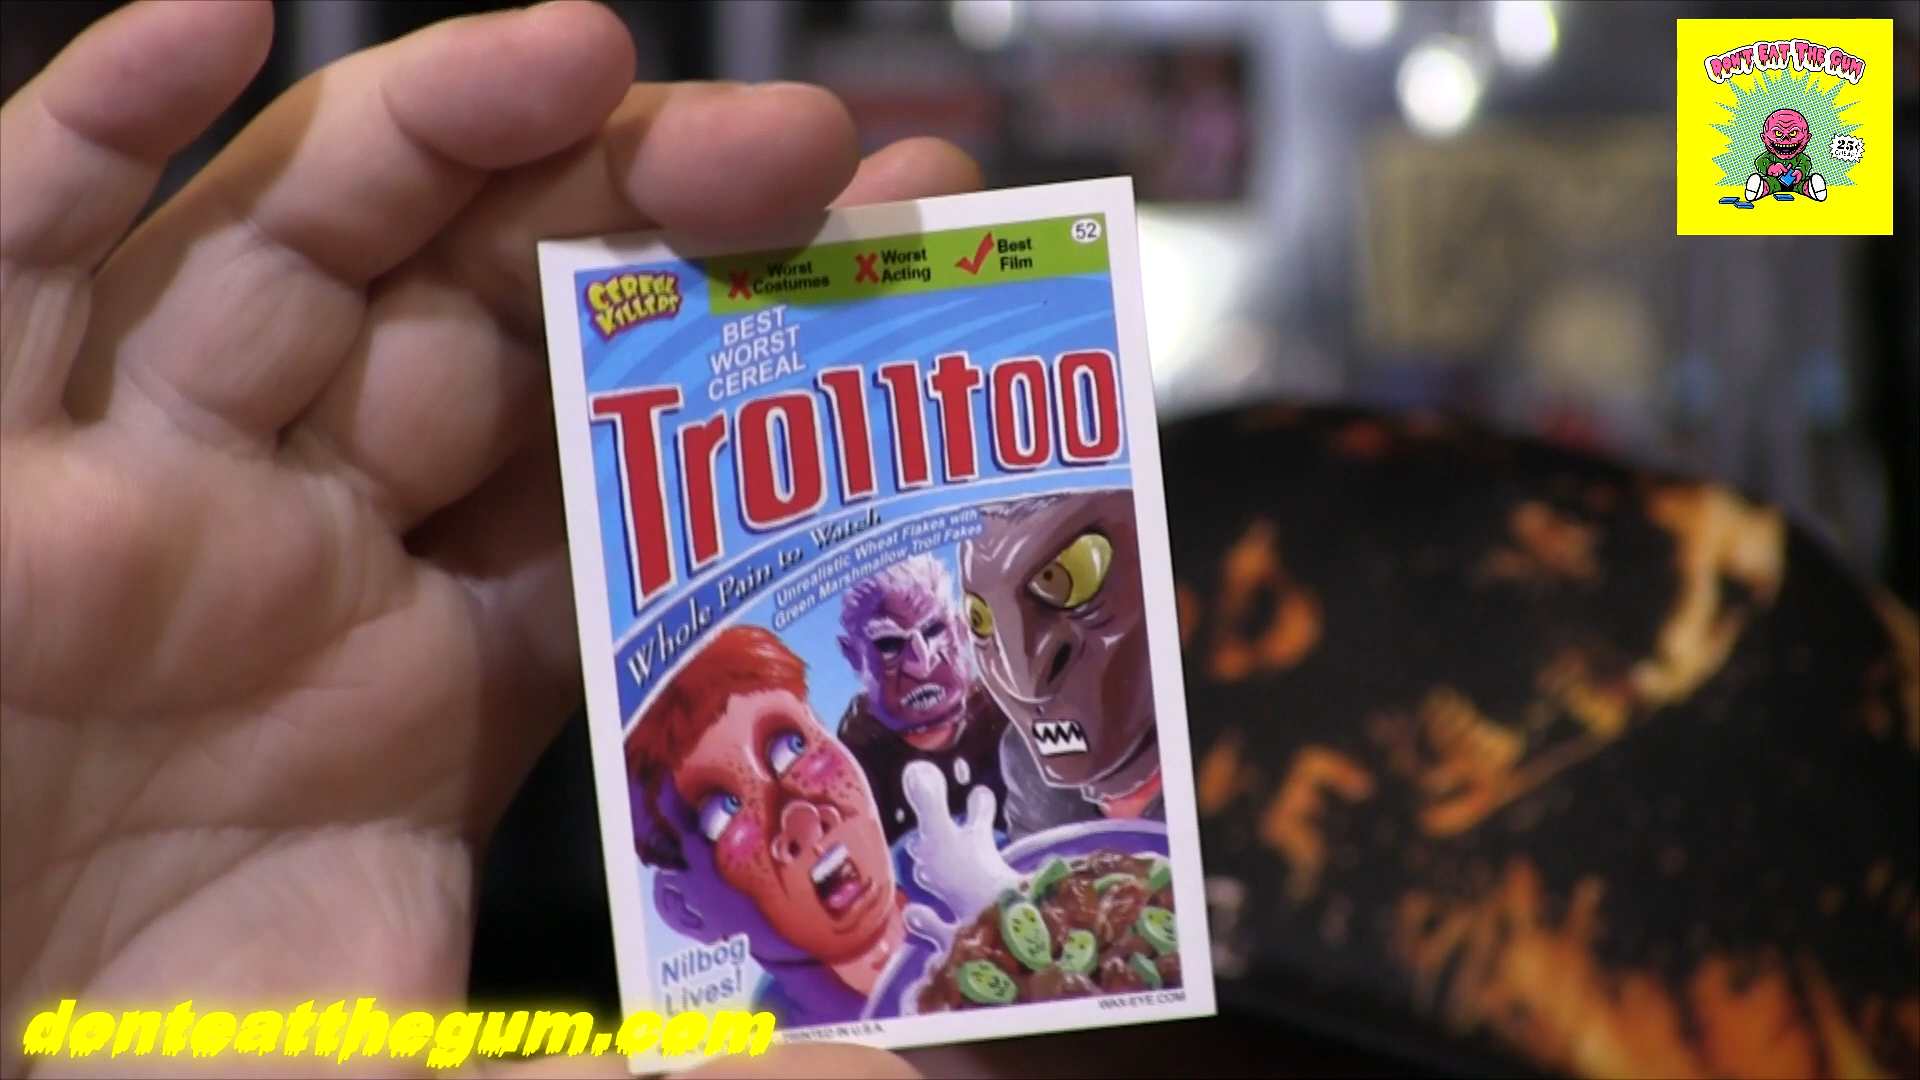 DON'T EAT THE GUM
25¢
52
Worst
Costumes
Worst
Acting
Best
Film
CEREAL
KILLERS
BEST
WORST
CEREAL
Trolltoo
Whole Pain to Watch
Unrealistic Wheat Flakes with
Green Marshmallow Troll Fakes
Nilbog
Lives!
WAX-EYE.COM
PRINTED IN U.S.A.
donteatthegum.com